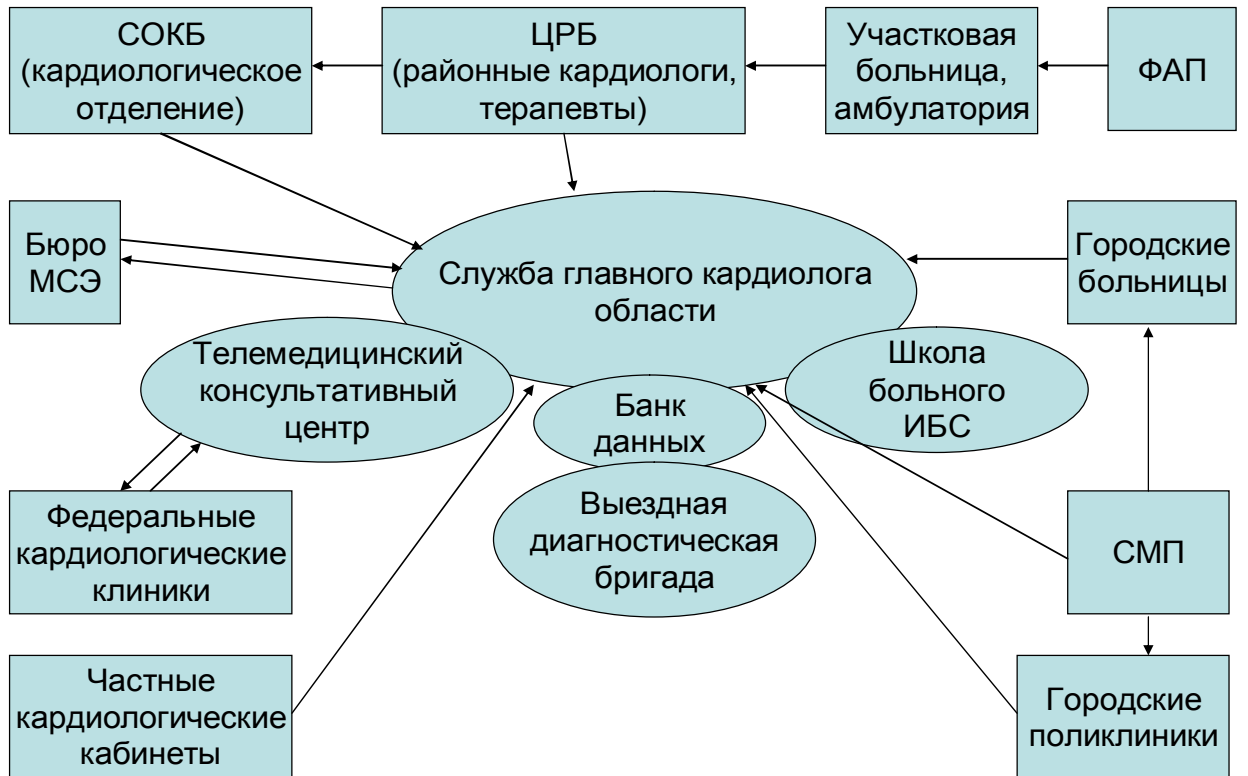 СОКБ
(кардиологическое
отделение)
ЦРБ
(районные кардиологи,
терапевты)
Участковая
больница,
амбулатория
ФАП
Бюро
МСЭ
Служба главного кардиолога
области
Городские
больницы
Телемедицинский
консультативный
центр
Банк
данных
Школа
больного
ИБС
Федеральные
кардиологические
клиники
Выездная
диагностическая
бригада
СМП
Частные
кардиологические
кабинеты
Городские
поликлиники